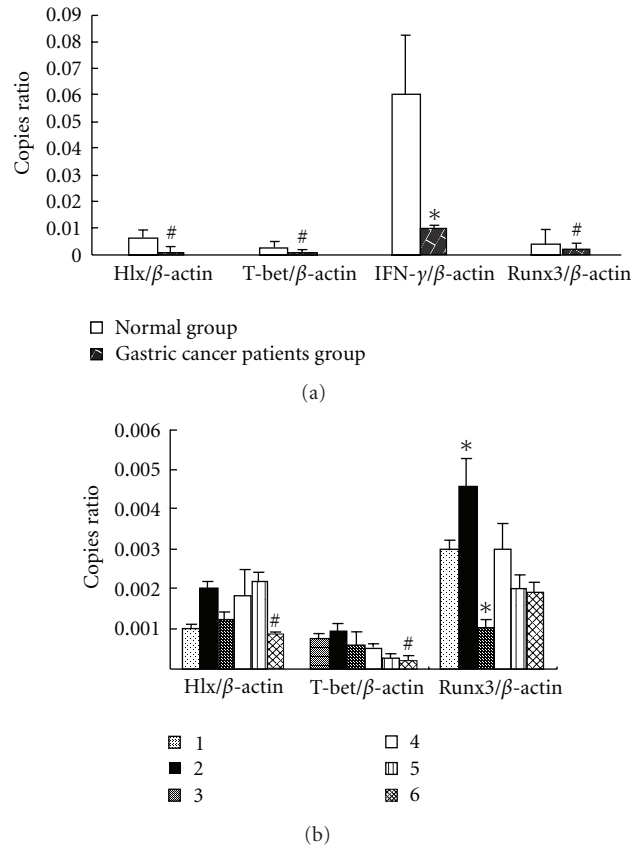 0.09
0.08
0.07
0.06
0.05
0.04
0.03
0.02
0.01
0
Copies ratio
# # * #
Hlx/β-actin T-bet/β-actin IFN-γ/β-actin Runx3/β-actin
Normal group
Gastric cancer patients group
(a)
0.006
0.005
0.004
0.003
0.002
0.001
Copies ratio
# # * *
Hlx/β-actin T-bet/β-actin Runx3/β-actin
1 4
2 5
3 6
(b)